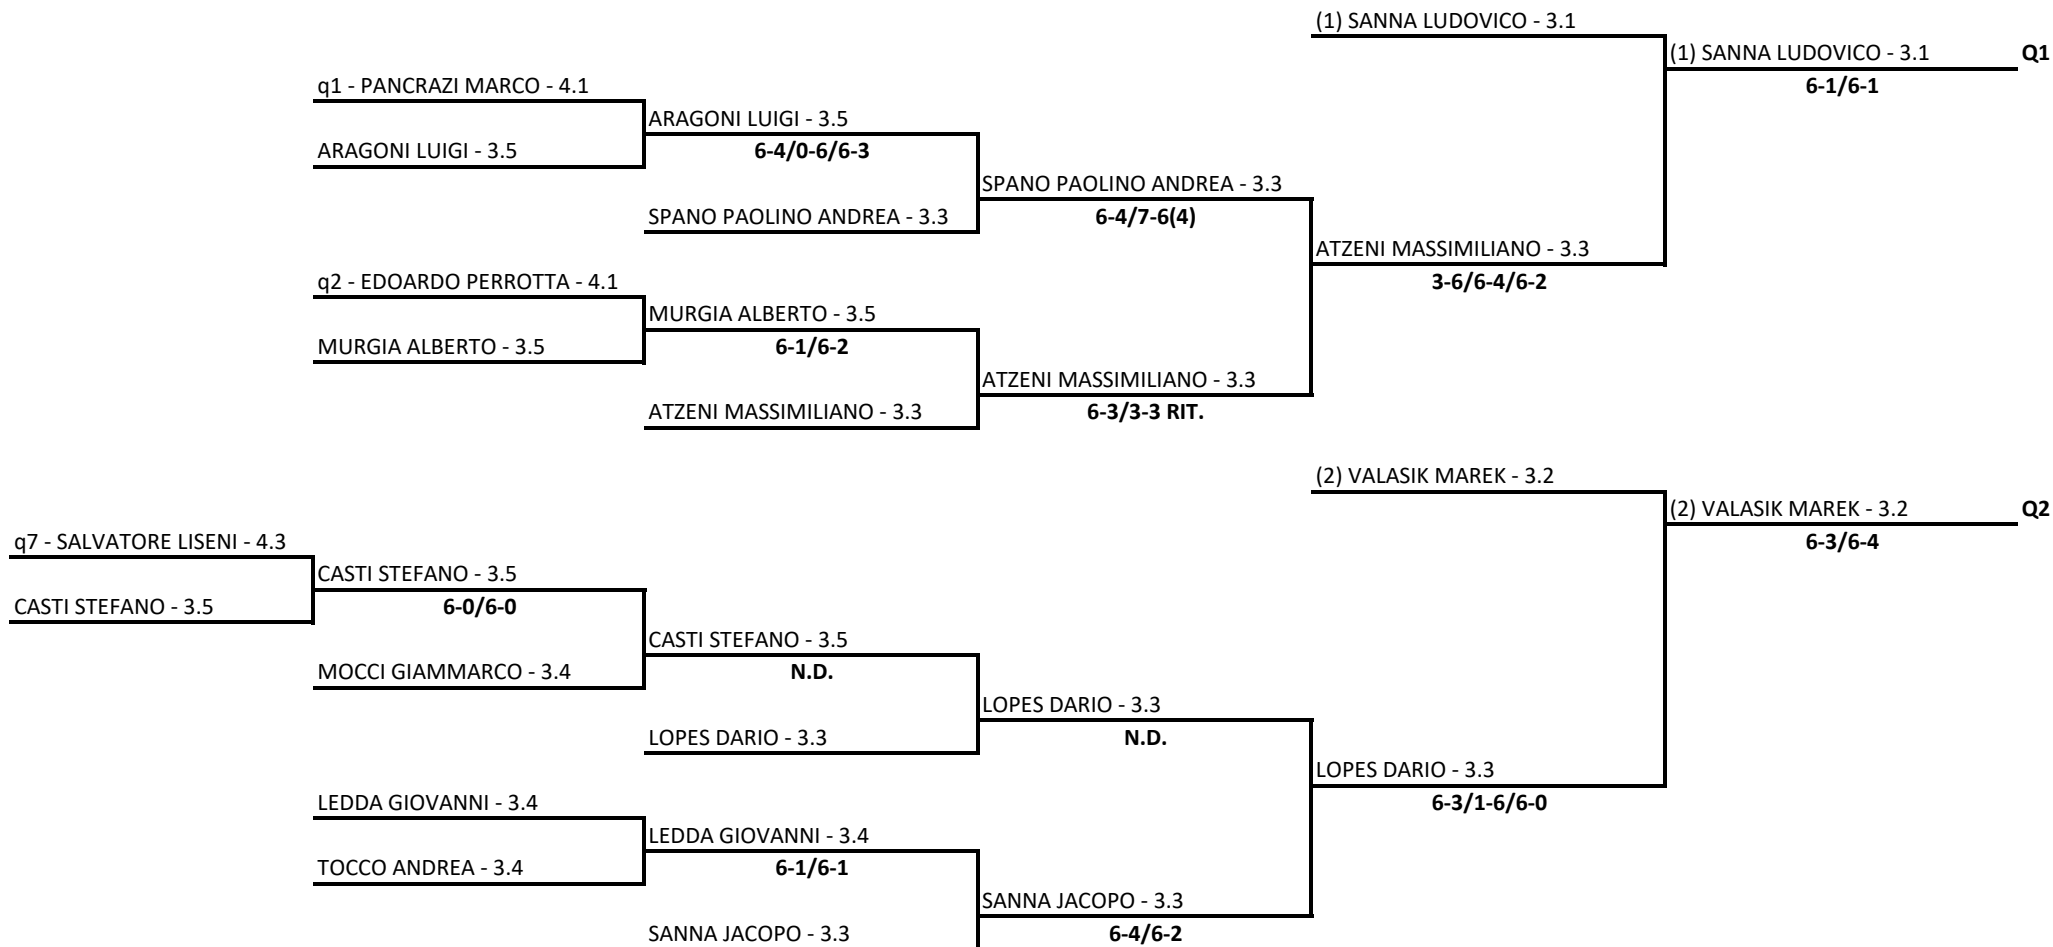 (1) SANNA LUDOVICO - 3.1
(1) SANNA LUDOVICO - 3.1 Q1
q1 - PANCRAZI MARCO - 4.1
6-1/6-1
ARAGONI LUIGI - 3.5
ARAGONI LUIGI - 3.5
6-4/0-6/6-3
SPANO PAOLINO ANDREA - 3.3
SPANO PAOLINO ANDREA - 3.3
6-4/7-6(4)
ATZENI MASSIMILIANO - 3.3
q2 - EDOARDO PERROTTA - 4.1
3-6/6-4/6-2
MURGIA ALBERTO - 3.5
MURGIA ALBERTO - 3.5
6-1/6-2
ATZENI MASSIMILIANO - 3.3
ATZENI MASSIMILIANO - 3.3
6-3/3-3 RIT.
(2) VALASIK MAREK - 3.2
(2) VALASIK MAREK - 3.2 Q2
q7 - SALVATORE LISENI - 4.3
6-3/6-4
CASTI STEFANO - 3.5
CASTI STEFANO - 3.5
6-0/6-0
CASTI STEFANO - 3.5
MOCCI GIAMMARCO - 3.4
N.D.
LOPES DARIO - 3.3
LOPES DARIO - 3.3
N.D.
LOPES DARIO - 3.3
LEDDA GIOVANNI - 3.4
6-3/1-6/6-0
LEDDA GIOVANNI - 3.4
TOCCO ANDREA - 3.4
6-1/6-1
SANNA JACOPO - 3.3
SANNA JACOPO - 3.3
6-4/6-2